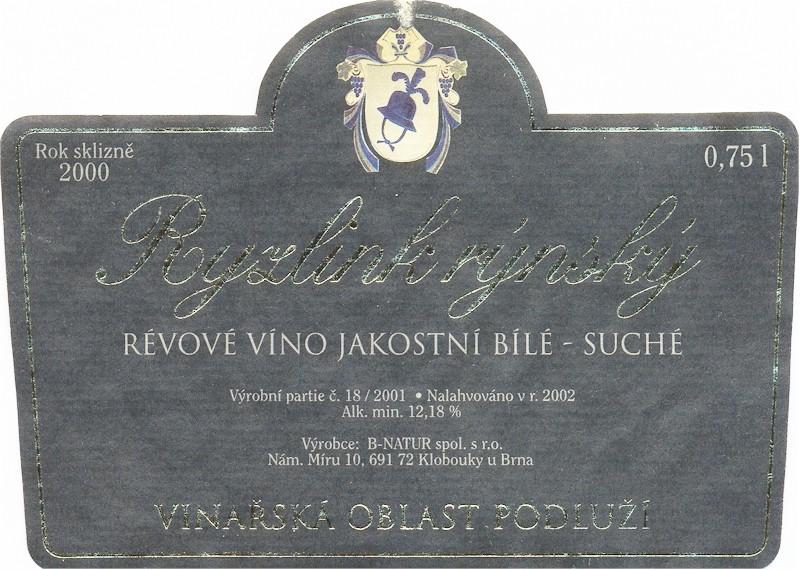 Rok sklizně
2000
0,75 l
Ryzlink rýnský
RÉVOVÉ VÍNO JAKOSTNÍ BÍLÉ - SUCHÉ
Výrobní partie č. 18 / 2001 • Nalahvováno v r. 2002
Alk. min. 12,18 %
Výrobce: B-NATUR spol. s r.o.
Nám. Míru 10, 691 72 Klobouky u Brna
VINAŘSKÁ OBLAST PODLUŽÍ